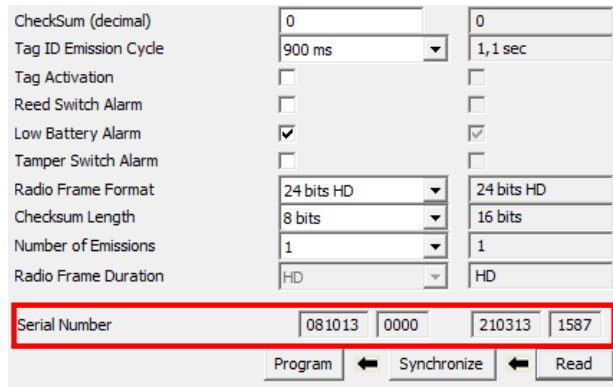 CheckSum (decimal) 0 0
Tag ID Emission Cycle 900 ms 1,1 sec
Tag Activation
Reed Switch Alarm
Low Battery Alarm
Tamper Switch Alarm
Radio Frame Format 24 bits HD 24 bits HD
Checksum Length 8 bits 16 bits
Number of Emissions 1 1
Radio Frame Duration HD HD
Serial Number 081013 0000 210313 1587
Program Synchronize Read